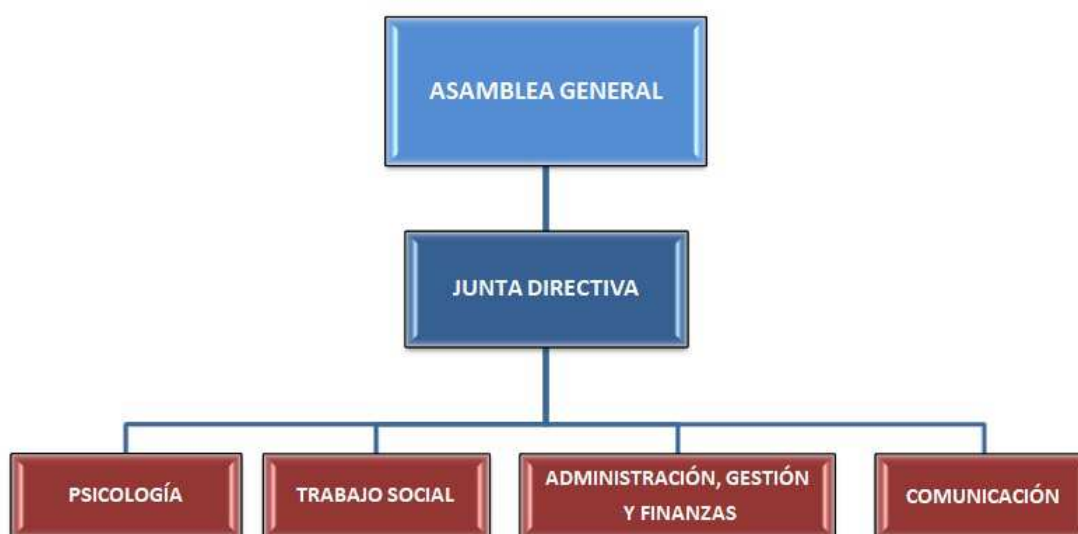 ASAMBLEA GENERAL
JUNTA DIRECTIVA
PSICOLOGÍA
TRABAJO SOCIAL
ADMINISTRACIÓN, GESTIÓN
Y FINANZAS
COMUNICACIÓN